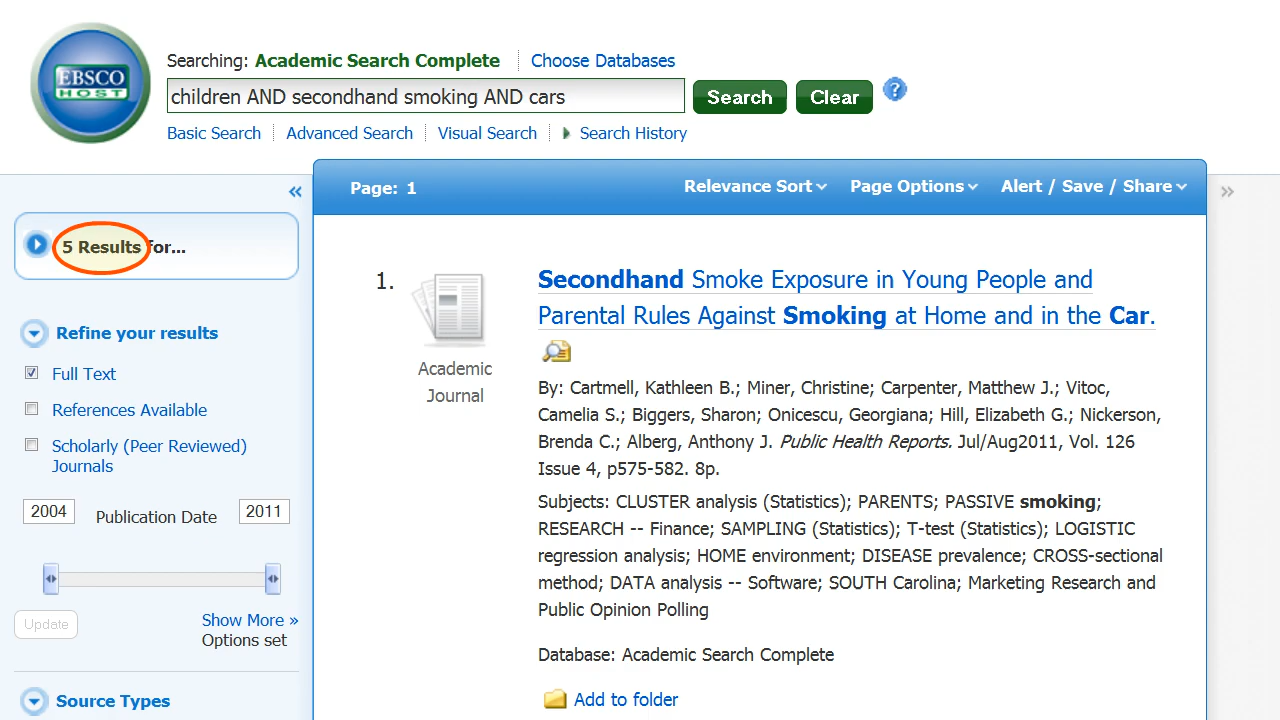 EBSCO
HOST
Searching: Academic Search Complete
Choose Databases
children AND secondhand smoking AND cars
Search
Clear
?
Basic Search
Advanced Search
Visual Search
Search History
«
Page: 1
Relevance Sort
Page Options
Alert / Save / Share
»
5 Results for...
Refine your results
Full Text
References Available
Scholarly (Peer Reviewed)
Journals
2004
Publication Date
2011
Update
Show More »
Options set
Source Types
1.
Academic
Journal
Secondhand Smoke Exposure in Young People and
Parental Rules Against Smoking at Home and in the Car.
By: Cartmell, Kathleen B.; Miner, Christine; Carpenter, Matthew J.; Vitoc,
Camelia S.; Biggers, Sharon; Onicescu, Georgiana; Hill, Elizabeth G.; Nickerson,
Brenda C.; Alberg, Anthony J. Public Health Reports. Jul/Aug2011, Vol. 126
Issue 4, p575-582. 8p.
Subjects: CLUSTER analysis (Statistics); PARENTS; PASSIVE smoking;
RESEARCH -- Finance; SAMPLING (Statistics); T-test (Statistics); LOGISTIC
regression analysis; HOME environment; DISEASE prevalence; CROSS-sectional
method; DATA analysis -- Software; SOUTH Carolina; Marketing Research and
Public Opinion Polling
Database: Academic Search Complete
Add to folder